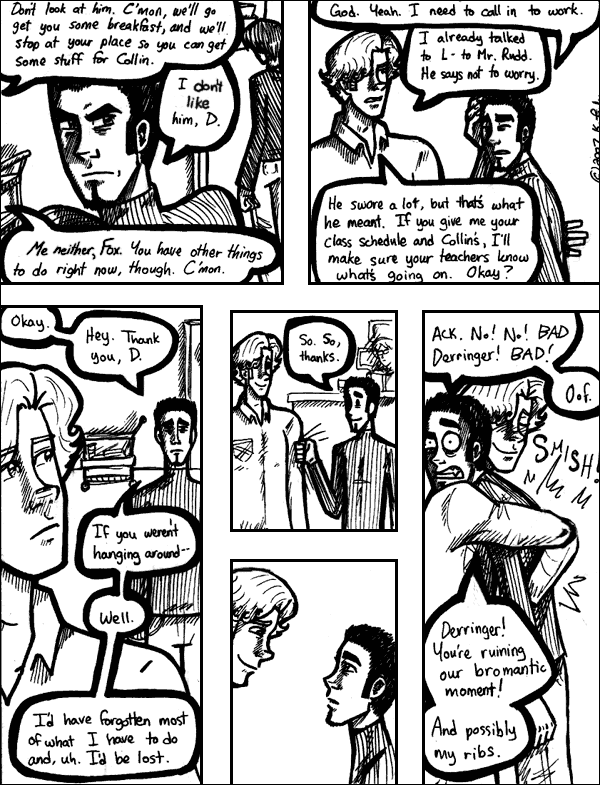 Don't look at him. C'mon, we'll go
get you some breakfast, and we'll
stop at your place so you can get
some stuff for Collin.
I don't
like
him, D.
Me neither, Fox. You have other things
to do right now, though. C'mon.
God. Yeah. I need to call in to work.
I already talked
to L- to Mr. Rudd.
He says not to worry.
He swore a lot, but that's what
he meant. If you give me your
class schedule and Collin's, I'll
make sure your teachers know
what's going on. Okay?
©2007 K.
Okay.
Hey. Thank
you, D.
If you weren't
hanging around--
Well.
I'd have forgotten most
of what I have to do
and, uh. I'd be lost.
So. So,
thanks.
Ack. No! No! BAD
Derringer! BAD!
Oof.
SMISH!
Derringer!
You're ruining
our bromantic
moment!
And possibly
my ribs.